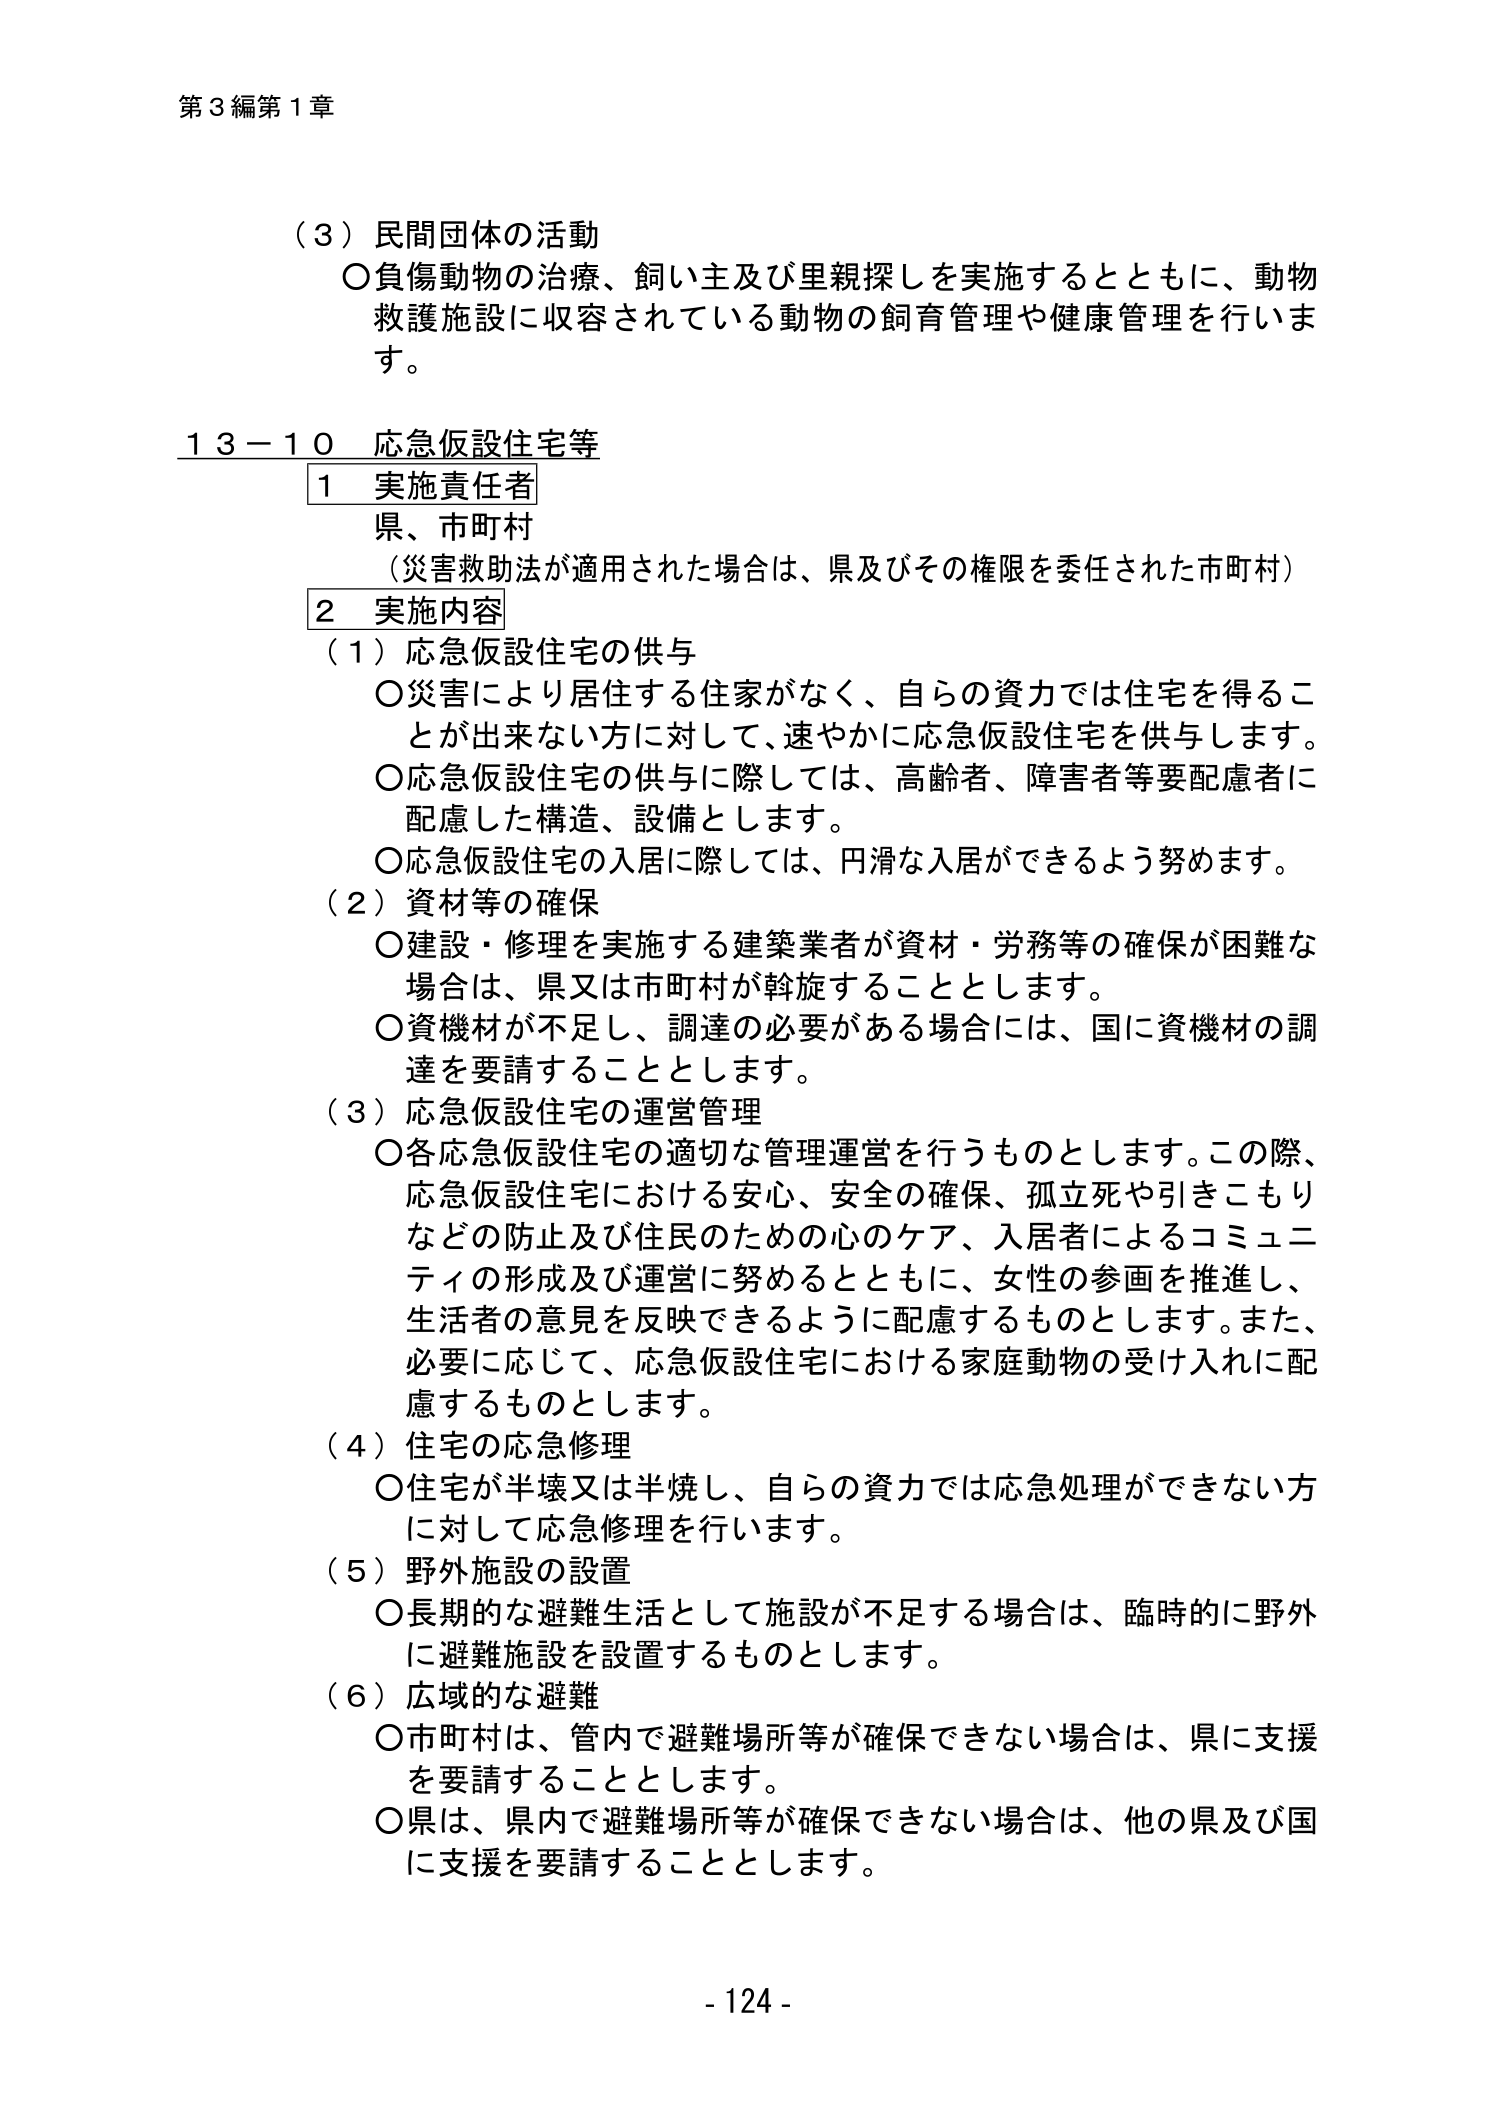 第３編第１章
（３）民間団体の活動
○負傷動物の治療、飼い主及び里親探しを実施するとともに、動物
救護施設に収容されている動物の飼育管理や健康管理を行いま
す。
１３－１０　応急仮設住宅等
１　実施責任者
県、市町村
（災害救助法が適用された場合は、県及びその権限を委任された市町村）
２　実施内容
（１）応急仮設住宅の供与
○災害により居住する住家がなく、自らの資力では住宅を得るこ
とが出来ない方に対して、速やかに応急仮設住宅を供与します。
○応急仮設住宅の供与に際しては、高齢者、障害者等要配慮者に
配慮した構造、設備とします。
○応急仮設住宅の入居に際しては、円滑な入居ができるよう努めます。
（２）資材等の確保
○建設・修理を実施する建築業者が資材・労務等の確保が困難な
場合は、県又は市町村が斡旋することとします。
○資機材が不足し、調達の必要がある場合には、国に資機材の調
達を要請することとします。
（３）応急仮設住宅の運営管理
○各応急仮設住宅の適切な管理運営を行うものとします。この際、
応急仮設住宅における安心、安全の確保、孤立死や引きこもり
などの防止及び住民のための心のケア、入居者によるコミュニ
ティの形成及び運営に努めるとともに、女性の参画を推進し、
生活者の意見を反映できるように配慮するものとします。また、
必要に応じて、応急仮設住宅における家庭動物の受け入れに配
慮するものとします。
（４）住宅の応急修理
○住宅が半壊又は半焼し、自らの資力では応急処理ができない方
に対して応急修理を行います。
（５）野外施設の設置
○長期的な避難生活として施設が不足する場合は、臨時的に野外
に避難施設を設置するものとします。
（６）広域的な避難
○市町村は、管内で避難場所等が確保できない場合は、県に支援
を要請することとします。
○県は、県内で避難場所等が確保できない場合は、他の県及び国
に支援を要請することとします。
- 124 -